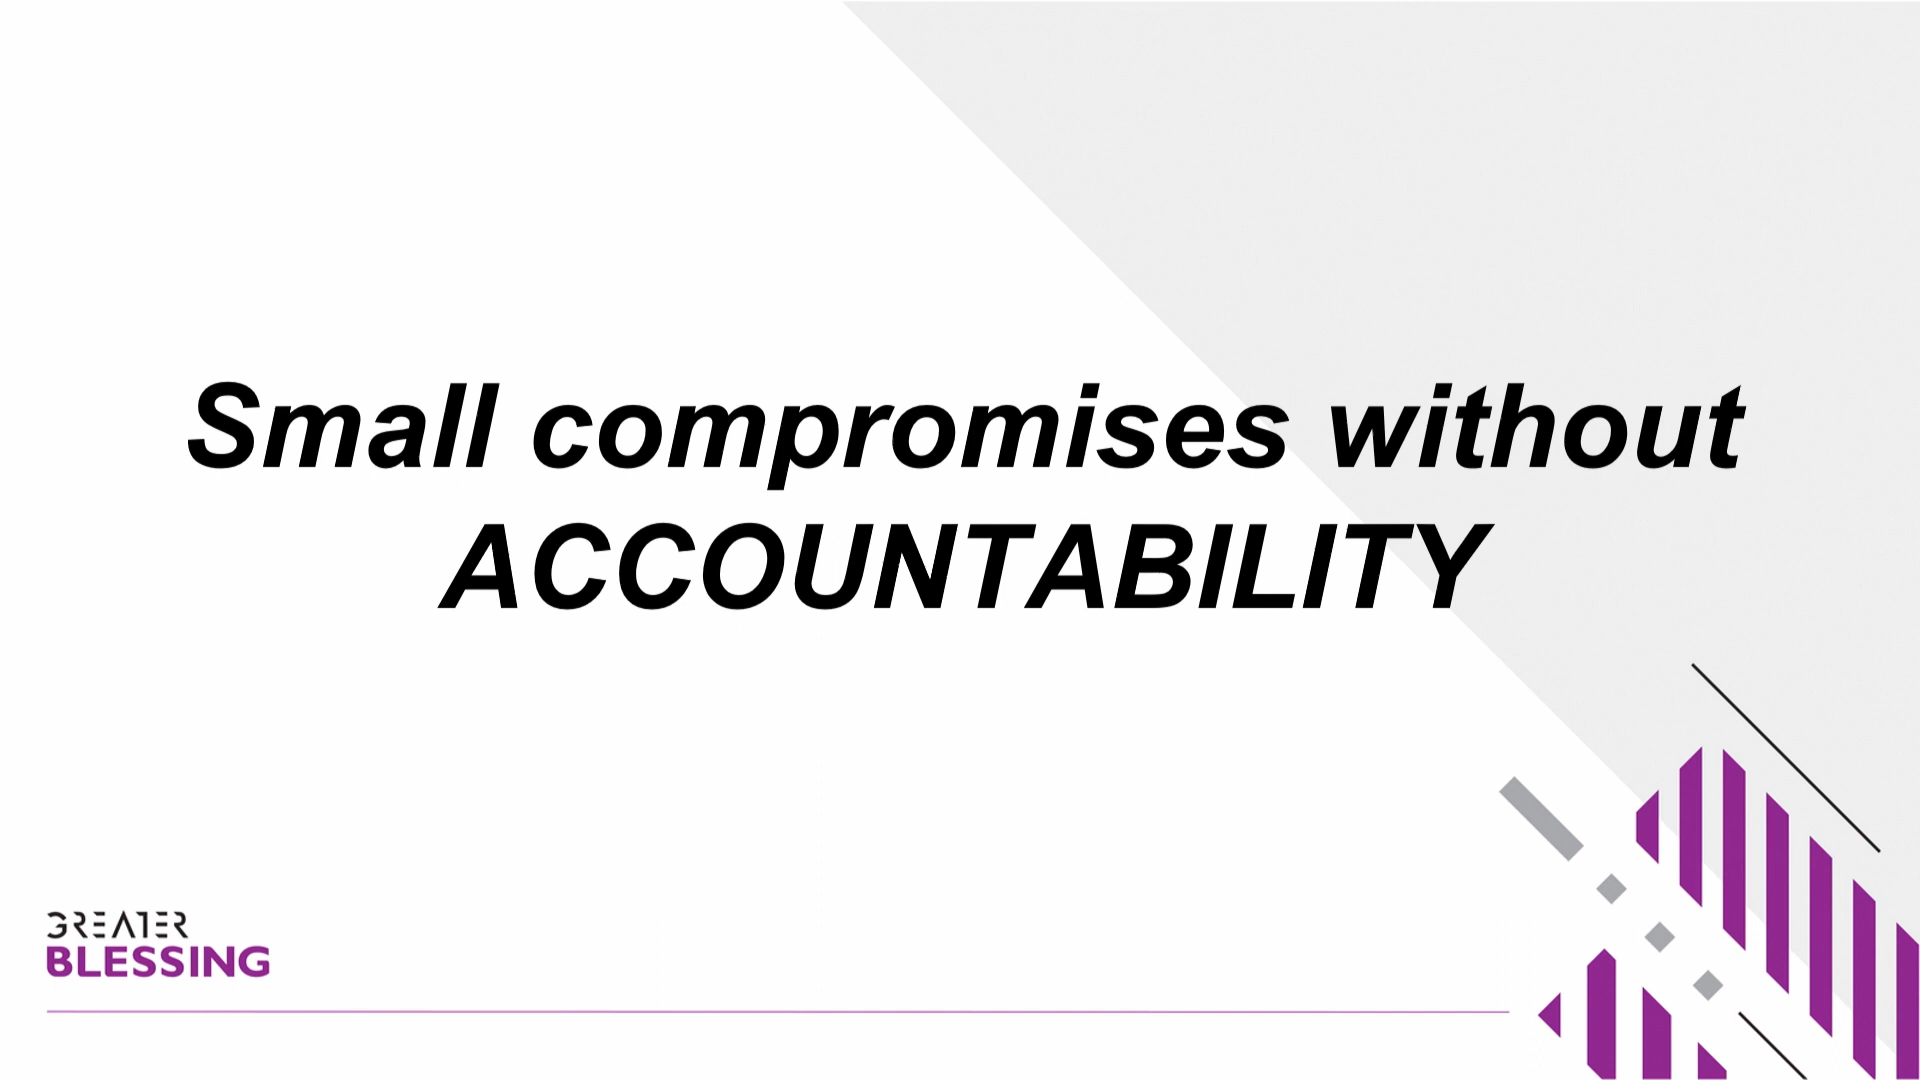 Small compromises without
ACCOUNTABILITY
GREATER
BLESSING